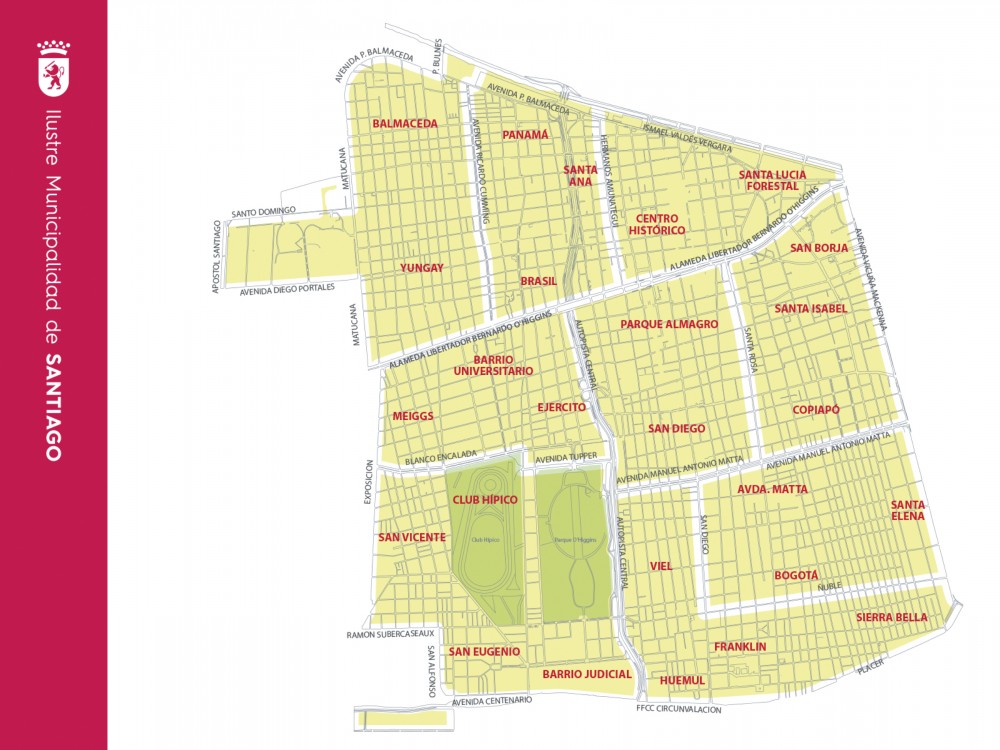 Ilustre Municipalidad de SANTIAGO
AVENIDA P. BALMACEDA
P. BULNES
AVENIDA P. BALMACEDA
ISMAEL VALDÉS VERGARA
BALMACEDA
PANAMÁ
AVENIDA RICARDO CUMMING
HERMANOS AMUNATEGUI
MATUCANA
SANTA
ANA
SANTA LUCIA
FORESTAL
SANTO DOMINGO
APOSTOL SANTIAGO
CENTRO
HISTÓRICO
ALAMEDA LIBERTADOR BERNARDO O'HIGGINS
SAN BORJA
AVENIDA VICUÑA MACKENNA
YUNGAY
BRASIL
AVENIDA DIEGO PORTALES
MATUCANA
ALAMEDA LIBERTADOR BERNARDO O'HIGGINS
AUTOPISTA CENTRAL
PARQUE ALMAGRO
SANTA ISABEL
SANTA ROSA
BARRIO
UNIVERSITARIO
MEIGGS
EJERCITO
SAN DIEGO
COPIAPÓ
BLANCO ENCALADA
AVENIDA TUPPER
AVENIDA MANUEL ANTONIO MATTA
AVENIDA MANUEL ANTONIO MATTA
EXPOSICION
CLUB HÍPICO
AVDA. MATTA
SANTA
ELENA
SAN VICENTE
Club Hípico
Parque O'Higgins
AUTOPISTA CENTRAL
SAN DIEGO
VIEL
BOGOTÁ
ÑUBLE
SIERRA BELLA
RAMON SUBERCASEAUX
SAN ALFONSO
SAN EUGENIO
FRANKLIN
PLACER
BARRIO JUDICIAL
HUEMUL
AVENIDA CENTENARIO
FFCC CIRCUNVALACION